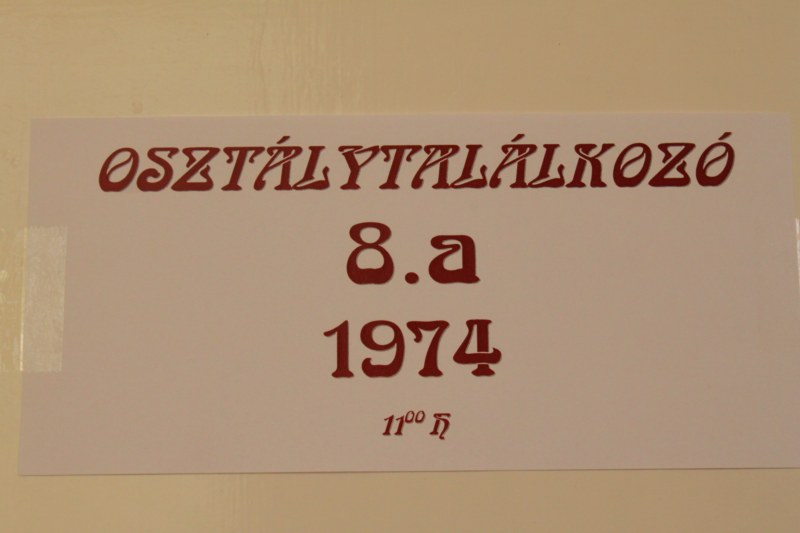 OSZTÁLYTALÁLKOZÓ
8.a
1974
11⁰⁰ h